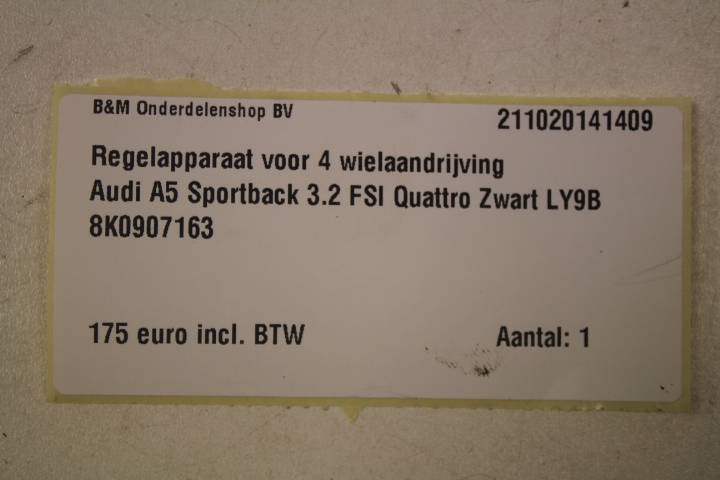 B&M Onderdelenshop BV
211020141409
Regelapparaat voor 4 wielaandrijving
Audi A5 Sportback 3.2 FSI Quattro Zwart LY9B
8K0907163
175 euro incl. BTW
Aantal: 1